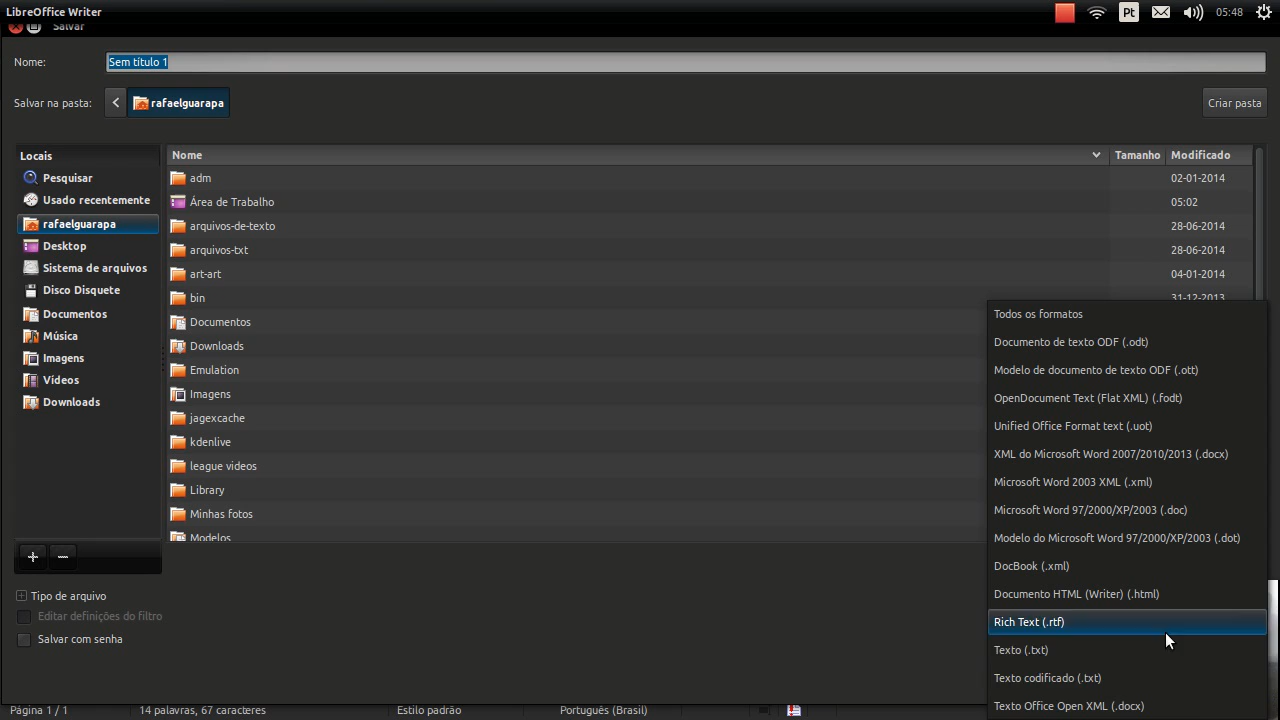 LibreOffice Writer
Pt
05:48
Salvar
Nome:
Sem título 1
Salvar na pasta:
rafaelguarapa
Criar pasta
Locais
Pesquisar
Usado recentemente
rafaelguarapa
Desktop
Sistema de arquivos
Disco Disquete
Documentos
Música
Imagens
Vídeos
Downloads
Nome Tamanho Modificado
adm 02-01-2014
Área de Trabalho 05:02
arquivos-de-texto 28-06-2014
arquivos-txt 28-06-2014
art-art 04-01-2014
bin 31-12-2013
Documentos
Downloads
Emulation
Imagens
jagexcache
kdenlive
league videos
Library
Minhas fotos
Modelos
Todos os formatos
Documento de texto ODF (.odt)
Modelo de documento de texto ODF (.ott)
OpenDocument Text (Flat XML) (.fodt)
Unified Office Format text (.uot)
XML do Microsoft Word 2007/2010/2013 (.docx)
Microsoft Word 2003 XML (.xml)
Microsoft Word 97/2000/XP/2003 (.doc)
Modelo do Microsoft Word 97/2000/XP/2003 (.dot)
DocBook (.xml)
Documento HTML (Writer) (.html)
Rich Text (.rtf)
Texto (.txt)
Texto codificado (.txt)
Texto Office Open XML (.docx)
Tipo de arquivo
Editar definições do filtro
Salvar com senha
Página 1 / 1
14 palavras, 67 caracteres
Estilo padrão
Português (Brasil)